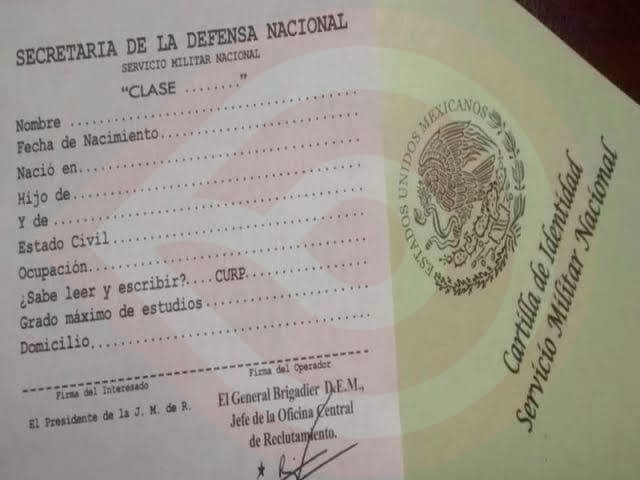 SECRETARIA DE LA DEFENSA NACIONAL
SERVICIO MILITAR NACIONAL
"CLASE ........"
Nombre ........................................
Fecha de Nacimiento............................
Nació en.......................................
Hijo de........................................
Y de ..........................................
Estado Civil...................................
Ocupación......................................
¿Sabe leer y escribir?....CURP.................
Grado máximo de estudios.......................
Domicilio......................................
Firma del Interesado
Firma del Operador
El Presidente de la J. M. de R.
El General Brigadier D.E.M.,
Jefe de la Oficina Central
de Reclutamiento.
ESTADOS UNIDOS MEXICANOS
Cartilla de Identidad
Servicio Militar Nacional